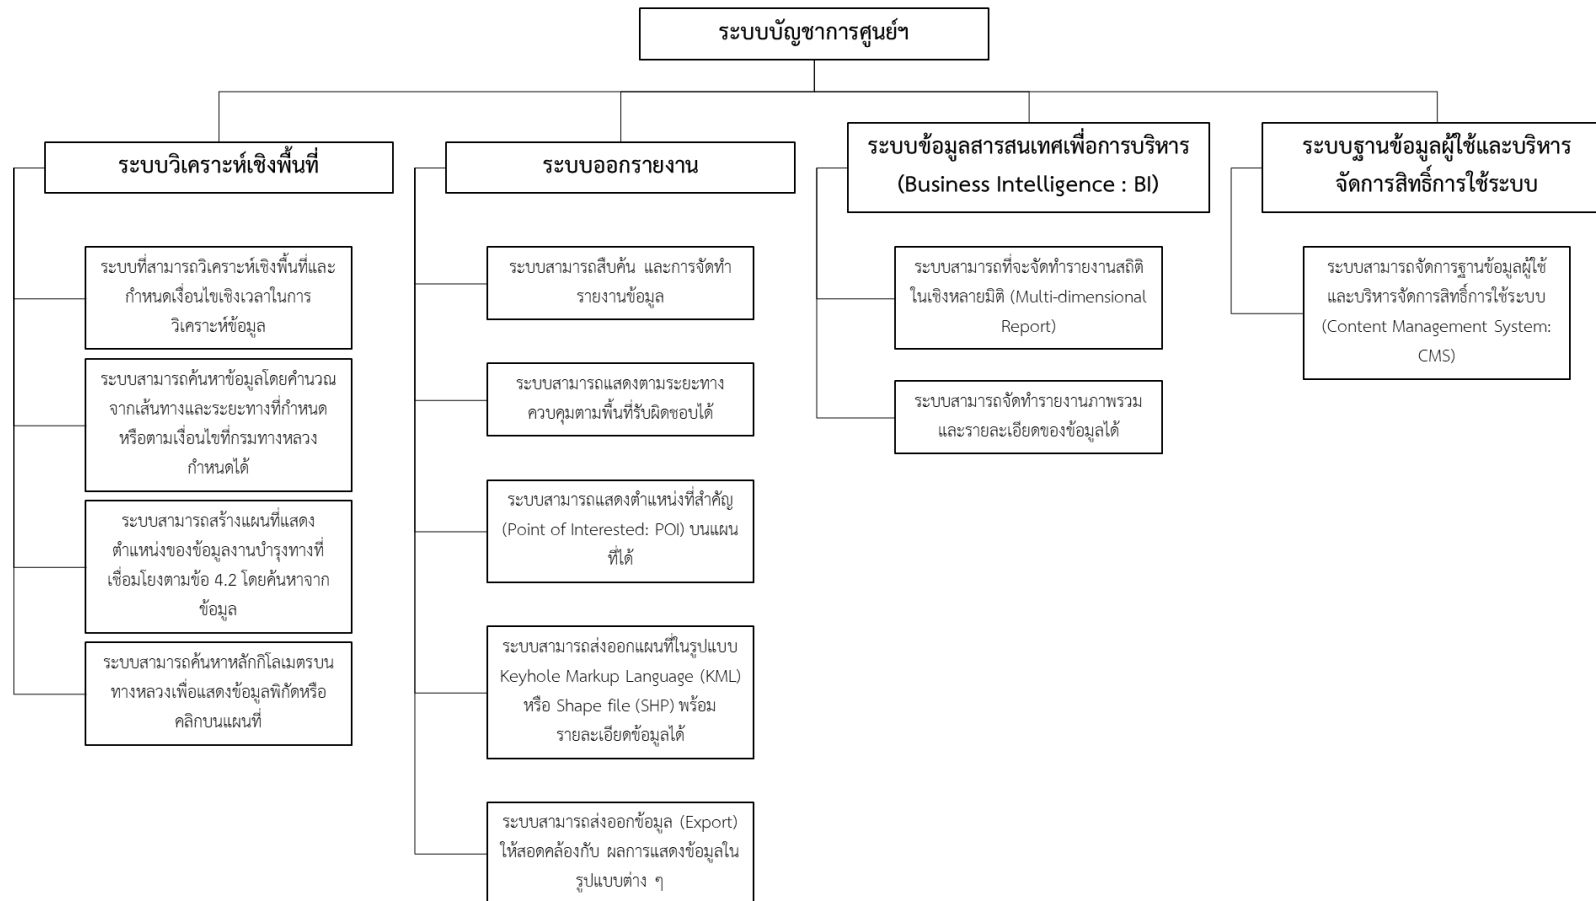 ระบบบัญชาการศูนย์ฯ
ระบบวิเคราะห์เชิงพื้นที่
ระบบที่สามารถวิเคราะห์เชิงพื้นที่และ
กำหนดเงื่อนไขเชิงเวลาในการ
วิเคราะห์ข้อมูล
ระบบสามารถค้นหาข้อมูลโดยคำนวณ
จากเส้นทางและระยะทางที่กำหนด
หรือตามเงื่อนไขที่กรมทางหลวง
กำหนดได้
ระบบสามารถสร้างแผนที่แสดง
ตำแหน่งของข้อมูลงานบำรุงทางที่
เชื่อมโยงตามข้อ 4.2 โดยค้นหาจาก
ข้อมูล
ระบบสามารถค้นหาหลักกิโลเมตรบน
ทางหลวงเพื่อแสดงข้อมูลพิกัดหรือ
คลิกบนแผนที่
ระบบออกรายงาน
ระบบสามารถสืบค้น และการจัดทำ
รายงานข้อมูล
ระบบสามารถแสดงตามระยะทาง
ควบคุมตามพื้นที่รับผิดชอบได้
ระบบสามารถแสดงตำแหน่งที่สำคัญ
(Point of Interested: POI) บนแผน
ที่ได้
ระบบสามารถส่งออกแผนที่ในรูปแบบ
Keyhole Markup Language (KML)
หรือ Shape file (SHP) พร้อม
รายละเอียดข้อมูลได้
ระบบสามารถส่งออกข้อมูล (Export)
ให้สอดคล้องกับ ผลการแสดงข้อมูลใน
รูปแบบต่าง ๆ
ระบบข้อมูลสารสนเทศเพื่อการบริหาร
(Business Intelligence : BI)
ระบบสามารถที่จะจัดทำรายงานสถิติ
ในเชิงหลายมิติ (Multi-dimensional
Report)
ระบบสามารถจัดทำรายงานภาพรวม
และรายละเอียดของข้อมูลได้
ระบบฐานข้อมูลผู้ใช้และบริหาร
จัดการสิทธิ์การใช้ระบบ
ระบบสามารถจัดการฐานข้อมูลผู้ใช้
และบริหารจัดการสิทธิ์การใช้ระบบ
(Content Management System:
CMS)